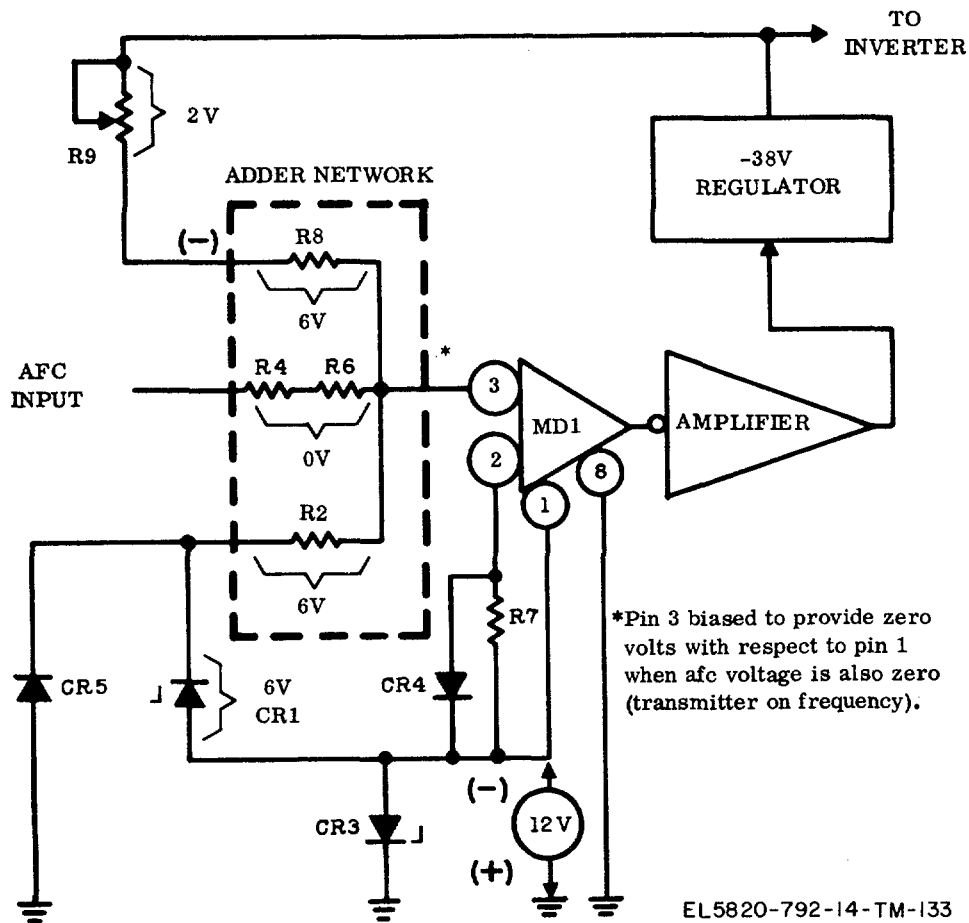 TO
INVERTER
2 V
R9
-38V
REGULATOR
ADDER NETWORK
(-)
R8
6V
*
AFC
INPUT
R4 R6
0V
3
MD1
AMPLIFIER
2
8
1
R2
6V
R7
*Pin 3 biased to provide zero
volts with respect to pin 1
when afc voltage is also zero
(transmitter on frequency).
CR5
6V
CR1
CR4
(-)
12V
CR3
(+)
EL5820-792-14-TM-133